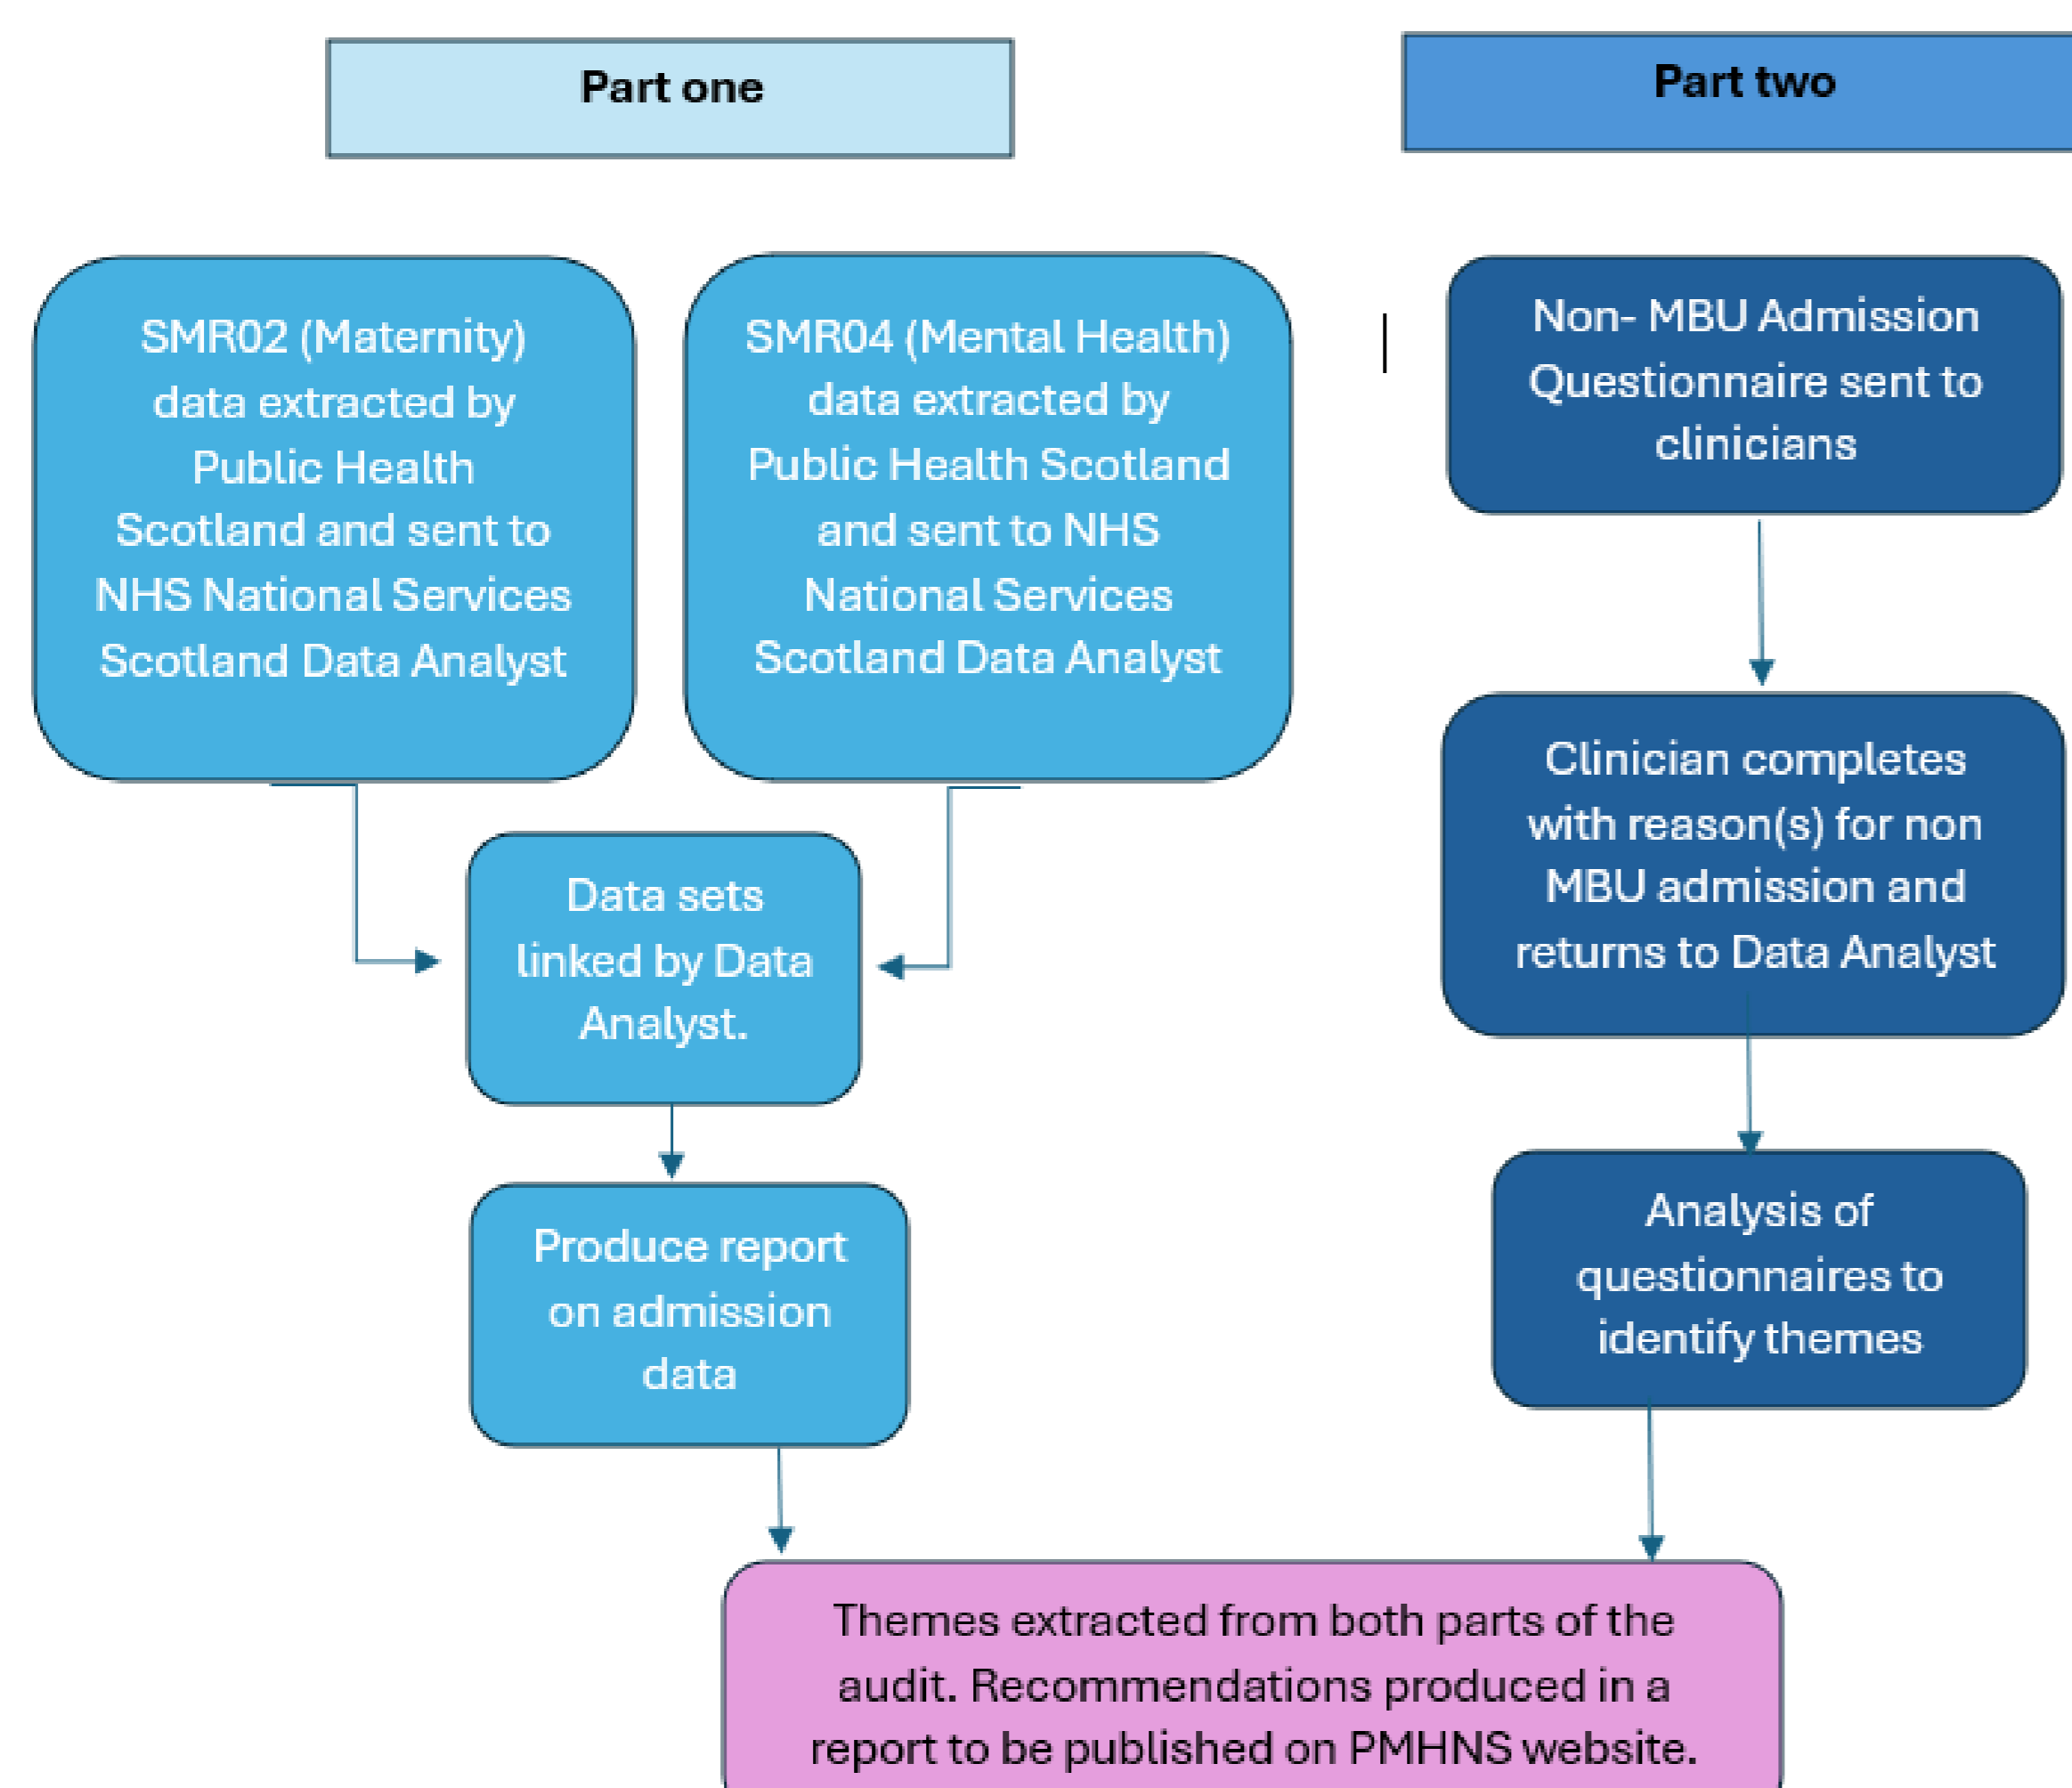 Part one
Part two
SMR02 (Maternity)
data extracted by
Public Health
Scotland and sent to
NHS National Services
Scotland Data Analyst
SMR04 (Mental Health)
data extracted by
Public Health Scotland
and sent to NHS
National Services
Scotland Data Analyst
Non- MBU Admission
Questionnaire sent to
clinicians
Clinician completes
with reason(s) for non
MBU admission and
returns to Data Analyst
Data sets
linked by Data
Analyst.
Produce report
on admission
data
Analysis of
questionnaires to
identify themes
Themes extracted from both parts of the
audit. Recommendations produced in a
report to be published on PMHNS website.